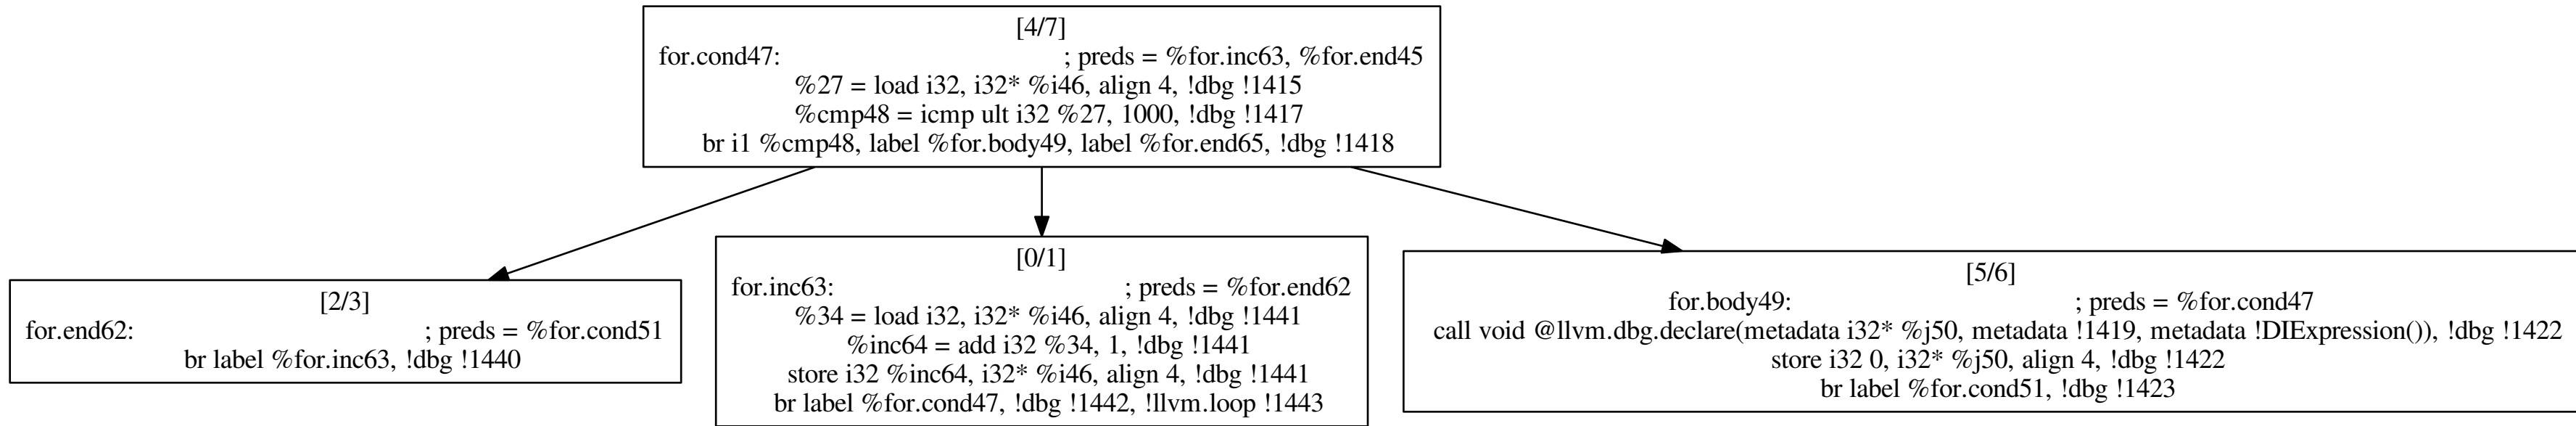 [4/7]
for.cond47: ; preds = %for.inc63, %for.end45
%27 = load i32, i32* %i46, align 4, !dbg !1415
%cmp48 = icmp ult i32 %27, 1000, !dbg !1417
br i1 %cmp48, label %for.body49, label %for.end65, !dbg !1418
[2/3]
for.end62: ; preds = %for.cond51
br label %for.inc63, !dbg !1440
[0/1]
for.inc63: ; preds = %for.end62
%34 = load i32, i32* %i46, align 4, !dbg !1441
%inc64 = add i32 %34, 1, !dbg !1441
store i32 %inc64, i32* %i46, align 4, !dbg !1441
br label %for.cond47, !dbg !1442, !llvm.loop !1443
[5/6]
for.body49: ; preds = %for.cond47
call void @llvm.dbg.declare(metadata i32* %j50, metadata !1419, metadata !DIExpression()), !dbg !1422
store i32 0, i32* %j50, align 4, !dbg !1422
br label %for.cond51, !dbg !1423